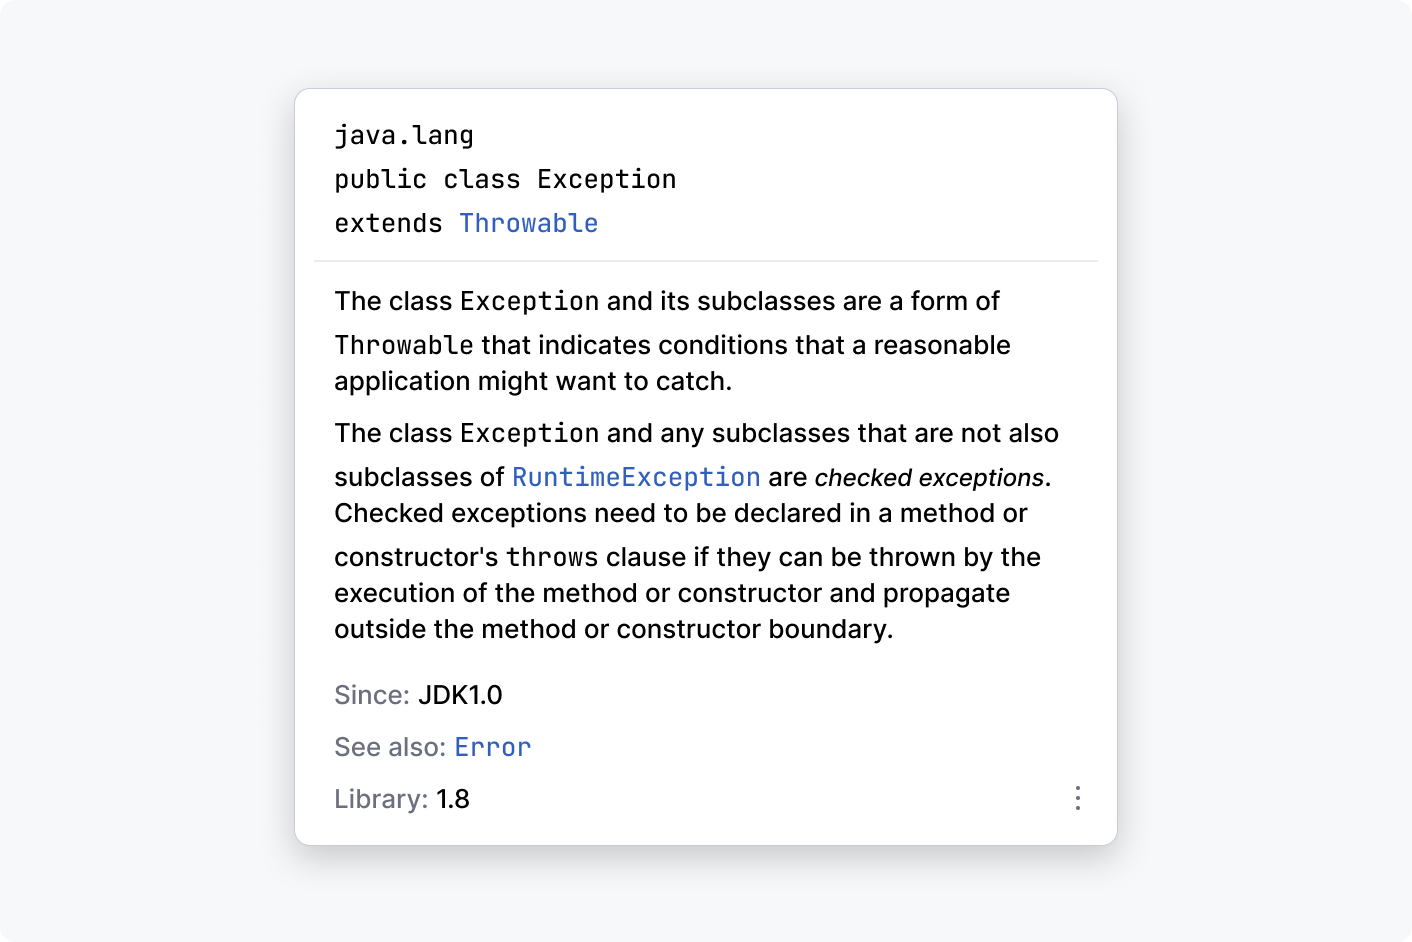 java.lang
public class Exception
extends Throwable
The class Exception and its subclasses are a form of
Throwable that indicates conditions that a reasonable
application might want to catch.
The class Exception and any subclasses that are not also
subclasses of RuntimeException are checked exceptions.
Checked exceptions need to be declared in a method or
constructor's throws clause if they can be thrown by the
execution of the method or constructor and propagate
outside the method or constructor boundary.
Since: JDK1.0
See also: Error
Library: 1.8